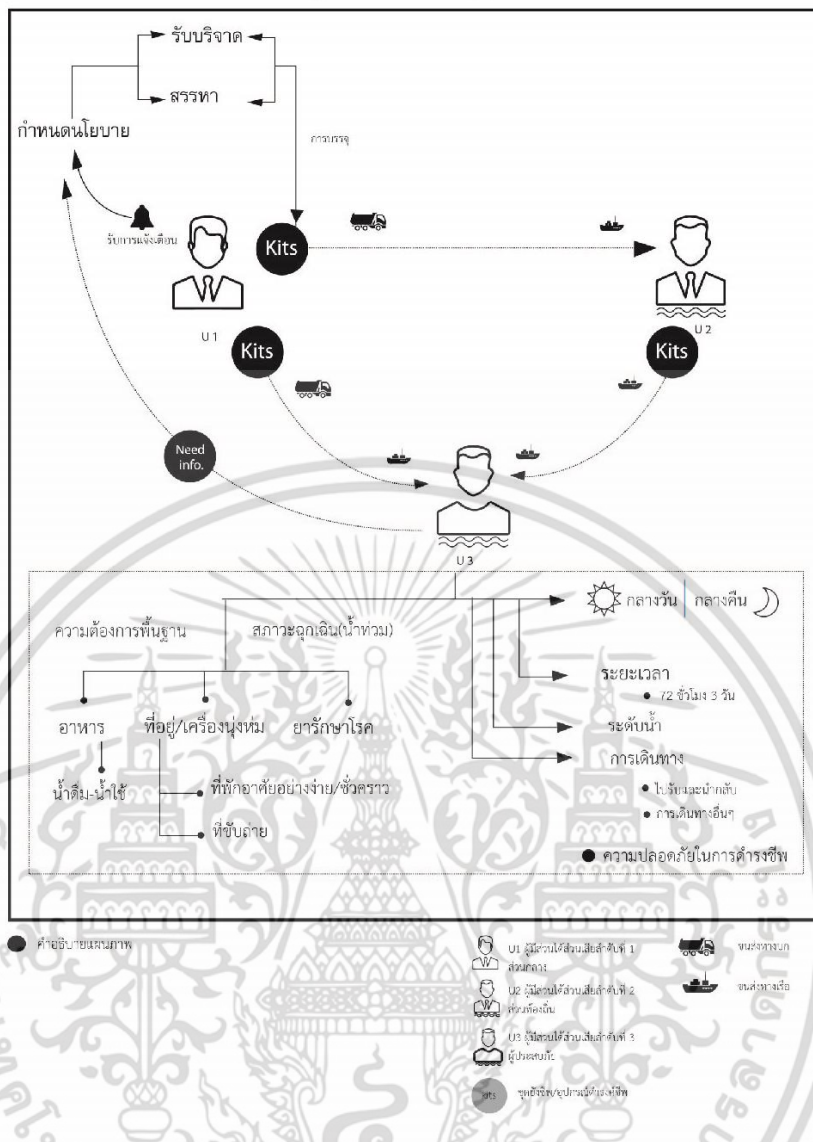 รับบริจาค
สรรหา
กำหนดนโยบาย
การบรรจุ
รับการแจ้งเตือน
Kits
U 1
U 2
Kits
Kits
Need
info.
U 3
ความต้องการพื้นฐาน
สภาวะฉุกเฉิน(น้ำท่วม)
กลางวัน | กลางคืน
ระยะเวลา
72 ชั่วโมง 3 วัน
อาหาร
ที่อยู่/เครื่องนุ่งห่ม
ยารักษาโรค
ระดับน้ำ
การเดินทาง
น้ำดื่ม-น้ำใช้
ที่พักอาศัยอย่างง่าย/ชั่วคราว
ไปรับและนำกลับ
การเดินทางอื่นๆ
ที่ขับถ่าย
ความปลอดภัยในการดำรงชีพ
คำอธิบายแผนภาพ
U1 ผู้มีส่วนได้ส่วนเสียลำดับที่ 1
ส่วนกลาง
ขนส่งทางบก
U2 ผู้มีส่วนได้ส่วนเสียลำดับที่ 2
ส่วนท้องถิ่น
ขนส่งทางเรือ
U3 ผู้มีส่วนได้ส่วนเสียลำดับที่ 3
ผู้ประสบภัย
Kits
ชุดยังชีพ/อุปกรณ์ดำรงค์ชีพ